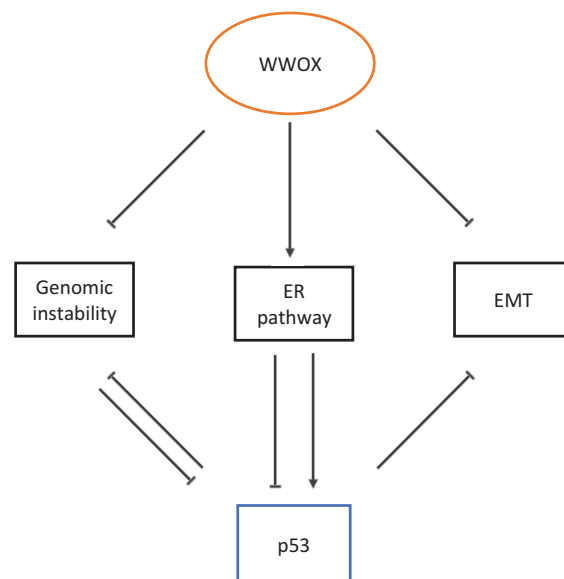 WWOX
Genomic
instability
ER
pathway
EMT
p53